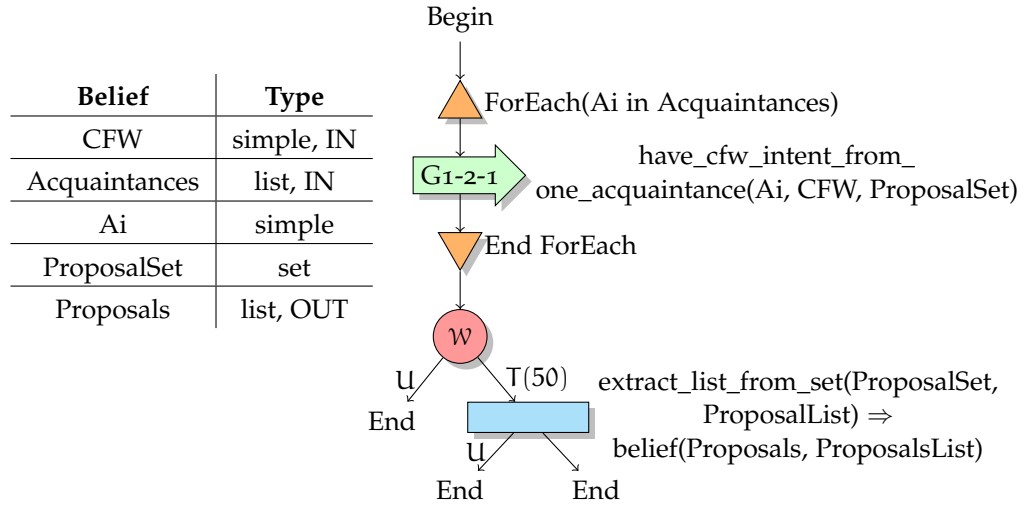 Begin
Belief Type
CFW simple, IN
Acquaintances list, IN
Ai simple
ProposalSet set
Proposals list, OUT
ForEach(Ai in Acquaintances)
G1-2-1
have_cfw_intent_from_
one_acquaintance(Ai, CFW, ProposalSet)
End ForEach
W
U T(50)
End
extract_list_from_set(ProposalSet,
ProposalList) ⇒
belief(Proposals, ProposalsList)
U
End End